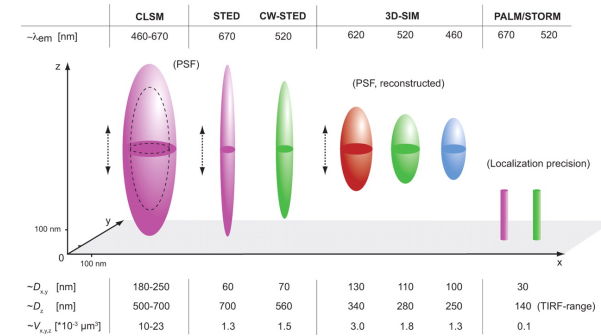 CLSM STED CW-STED 3D-SIM PALM/STORM
~λem [nm] 460-670 670 520 620 520 460 670 520
z
(PSF)
(PSF, reconstructed)
(Localization precision)
y
100 nm
0
100 nm
x
~Dx,y [nm] 180-250 60 70 130 110 100 30
~Dz [nm] 500-700 700 560 340 280 250 140 (TIRF-range)
~Vx,y,z [*10-3 µm3] 10-23 1.3 1.5 3.0 1.8 1.3 0.1